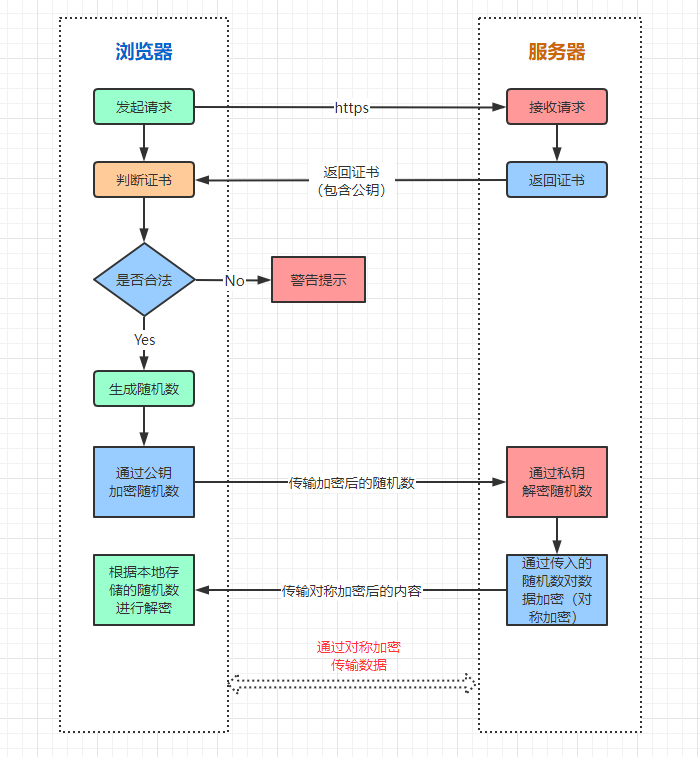 浏览器
服务器
发起请求
https
接收请求
判断证书
返回证书
（包含公钥）
返回证书
是否合法
No
警告提示
Yes
生成随机数
通过公钥
加密随机数
传输加密后的随机数
通过私钥
解密随机数
根据本地存
储的随机数
进行解密
传输对称加密后的内容
通过传入的
随机数对数
据加密（对
称加密）
通过对称加密
传输数据